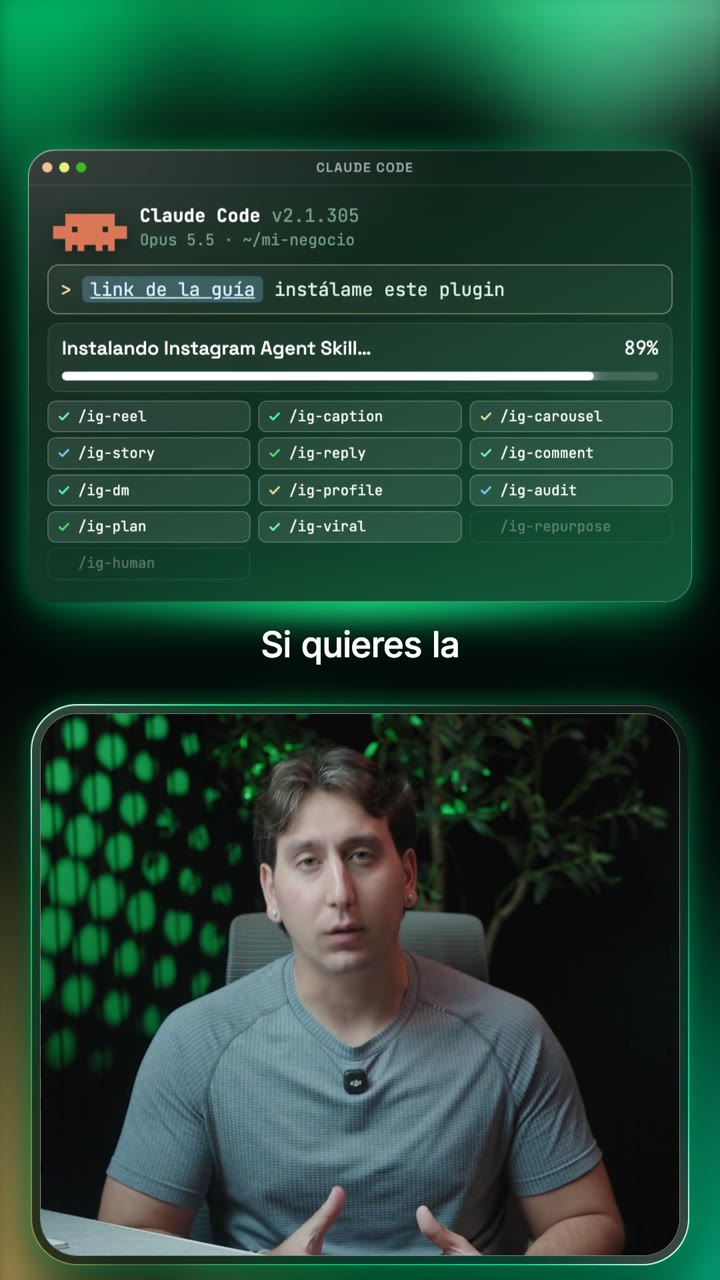 CLAUDE CODE
Claude Code v2.1.305
Opus 5.5 · ~/mi-negocio
> link de la guía instálame este plugin
Instalando Instagram Agent Skill... 89%
✓ /ig-reel ✓ /ig-caption ✓ /ig-carousel
✓ /ig-story ✓ /ig-reply ✓ /ig-comment
✓ /ig-dm ✓ /ig-profile ✓ /ig-audit
✓ /ig-plan ✓ /ig-viral /ig-repurpose
/ig-human
Si quieres la
dji